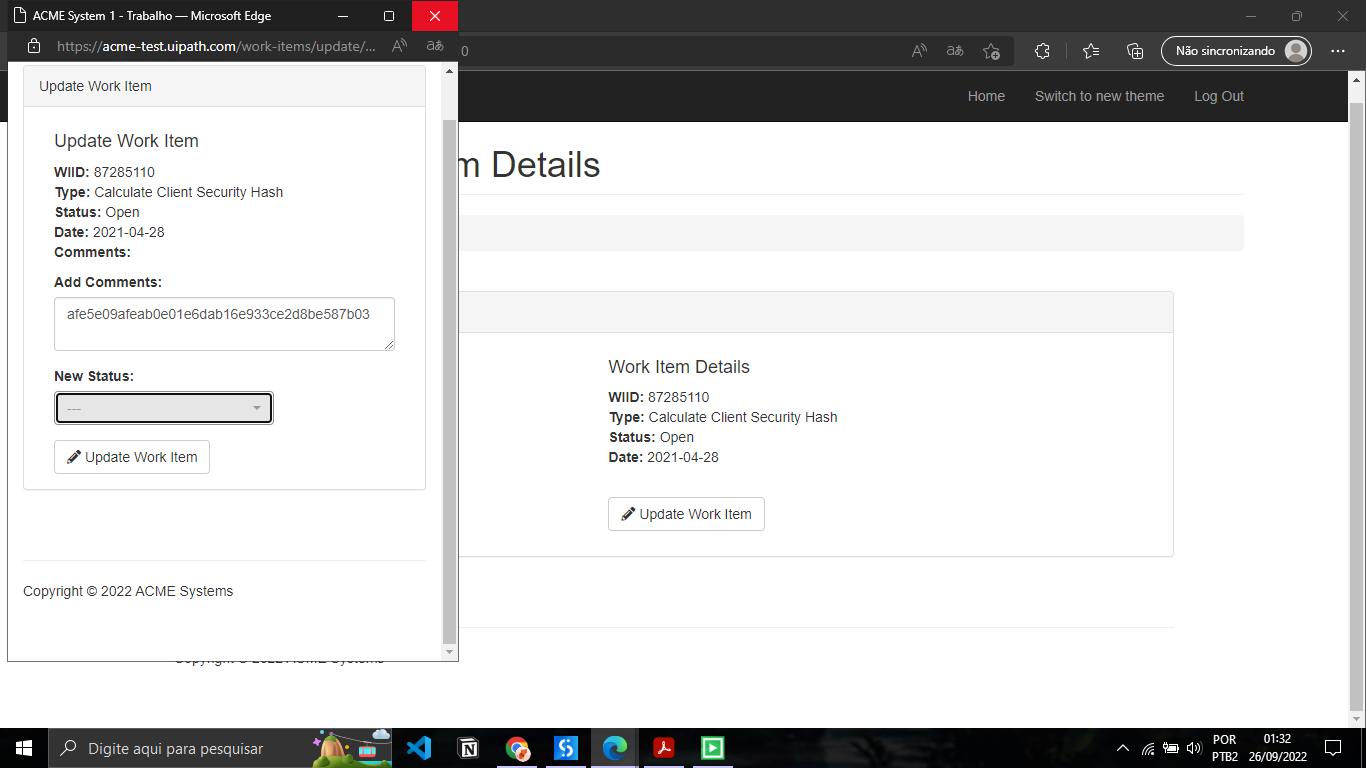 ACME System 1 - Trabalho — Microsoft Edge
https://acme-test.uipath.com/work-items/update/...
0
Não sincronizando
Home
Switch to new theme
Log Out
Update Work Item
Update Work Item
WIID: 87285110
Type: Calculate Client Security Hash
Status: Open
Date: 2021-04-28
Comments:
Add Comments:
afe5e09afeab0e01e6dab16e933ce2d8be587b03
New Status:
---
Update Work Item
Copyright © 2022 ACME Systems
m Details
Work Item Details
WIID: 87285110
Type: Calculate Client Security Hash
Status: Open
Date: 2021-04-28
Update Work Item
Digite aqui para pesquisar
POR
PTB2
01:32
26/09/2022